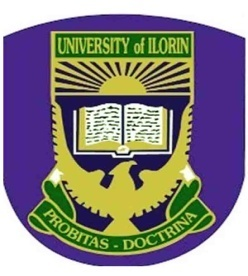 UNIVERSITY of ILORIN
PROBITAS - DOCTRINA